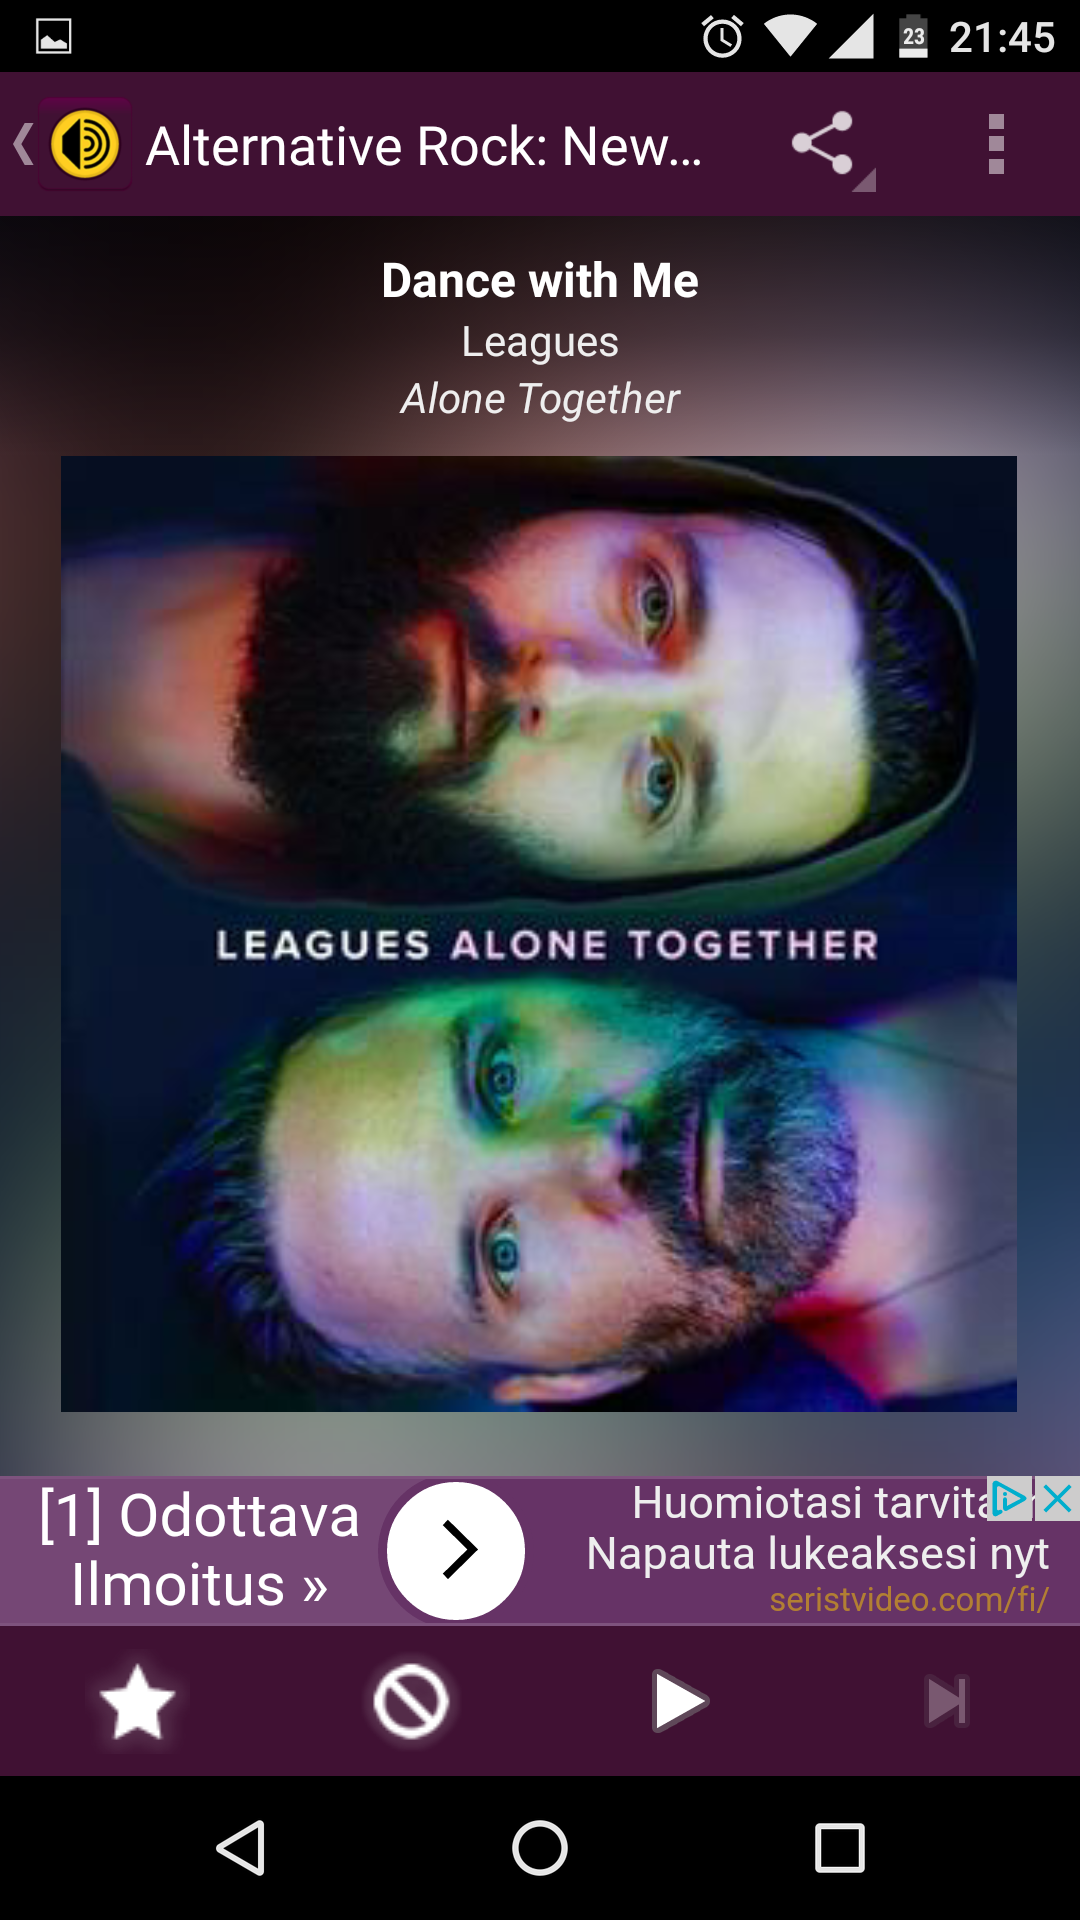 23 21:45
Alternative Rock: New...
Dance with Me
Leagues
Alone Together
LEAGUES ALONE TOGETHER
[1] Odottava
Ilmoitus »
Huomiotasi
Napauta lukeaksesi nyt
seristvideo.com/fi/